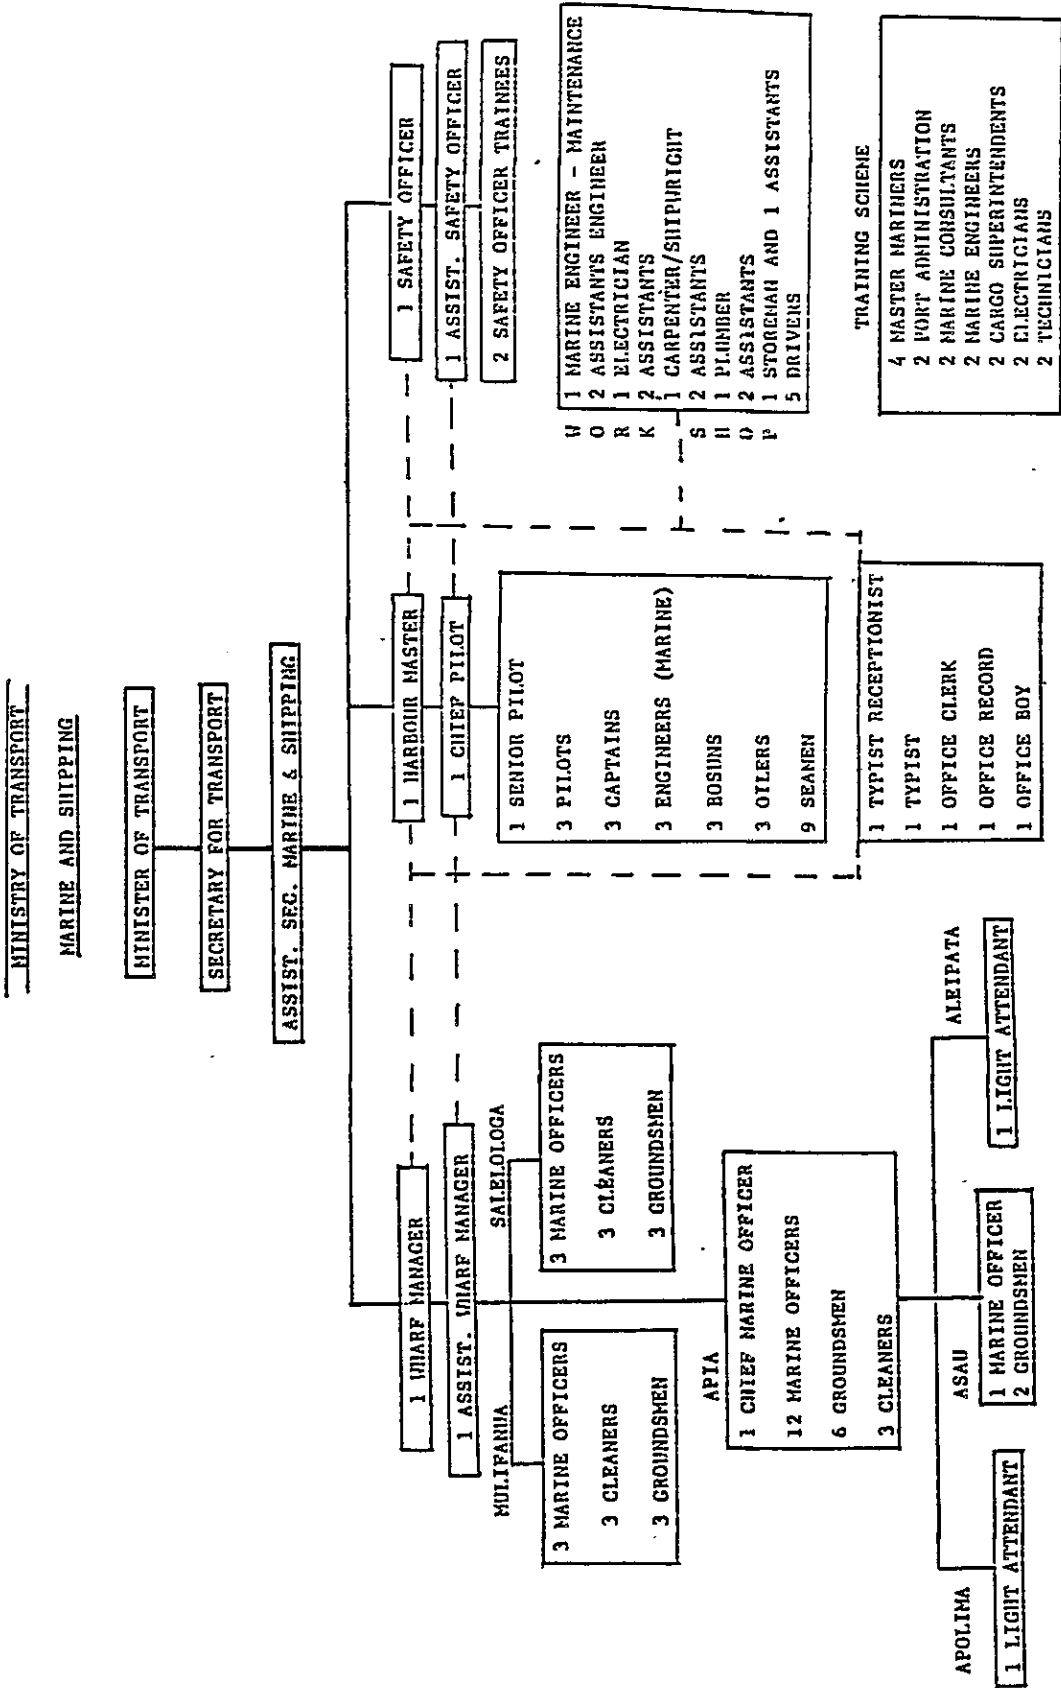 MINISTRY OF TRANSPORT
MARINE AND SHIPPING
MINISTER OF TRANSPORT
SECRETARY FOR TRANSPORT
ASSIST. SEC. MARINE & SHIPPING
1 WHARF MANAGER
1 HARBOUR MASTER
1 SAFETY OFFICER
1 ASSIST. WHARF MANAGER
1 CHIEF PILOT
1 ASSIST. SAFETY OFFICER
2 SAFETY OFFICER TRAINEES
MULIFANUA
3 MARINE OFFICERS
3 CLEANERS
3 GROUNDSMEN
SALELOLOGA
3 MARINE OFFICERS
3 CLEANERS
3 GROUNDSMEN
1 SENIOR PILOT
3 PILOTS
3 CAPTAINS
3 ENGINEERS (MARINE)
3 BOSUNS
3 OILERS
9 SEAMEN
WORKSHOP
1 MARINE ENGINEER - MAINTENANCE
2 ASSISTANTS ENGINEER
1 ELECTRICIAN
2 ASSISTANTS
1 CARPENTER/SHIPWRIGHT
2 ASSISTANTS
1 PLUMBER
2 ASSISTANTS
1 STOREMAN AND 1 ASSISTANTS
5 DRIVERS
APIA
1 CHIEF MARINE OFFICER
12 MARINE OFFICERS
6 GROUNDSMEN
3 CLEANERS
1 TYPIST RECEPTIONIST
1 TYPIST
1 OFFICE CLERK
1 OFFICE RECORD
1 OFFICE BOY
TRAINING SCHEME
4 MASTER MARINERS
2 PORT ADMINISTRATION
2 MARINE CONSULTANTS
2 MARINE ENGINEERS
2 CARGO SUPERINTENDENTS
2 ELECTRICIANS
2 TECHNICIANS
APOLIMA
1 LIGHT ATTENDANT
ASAU
1 MARINE OFFICER
2 GROUNDSMEN
ALEIPATA
1 LIGHT ATTENDANT